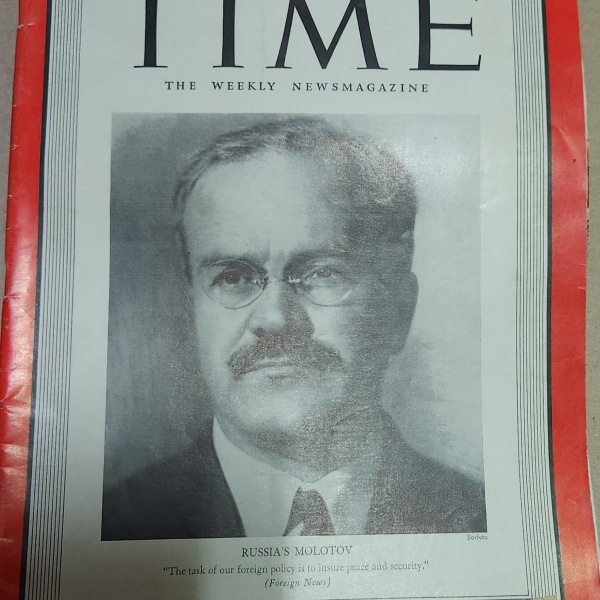 TIME
THE WEEKLY NEWSMAGAZINE
Sovfoto
RUSSIA'S MOLOTOV
"The task of our foreign policy is to insure peace and security."
(Foreign News)